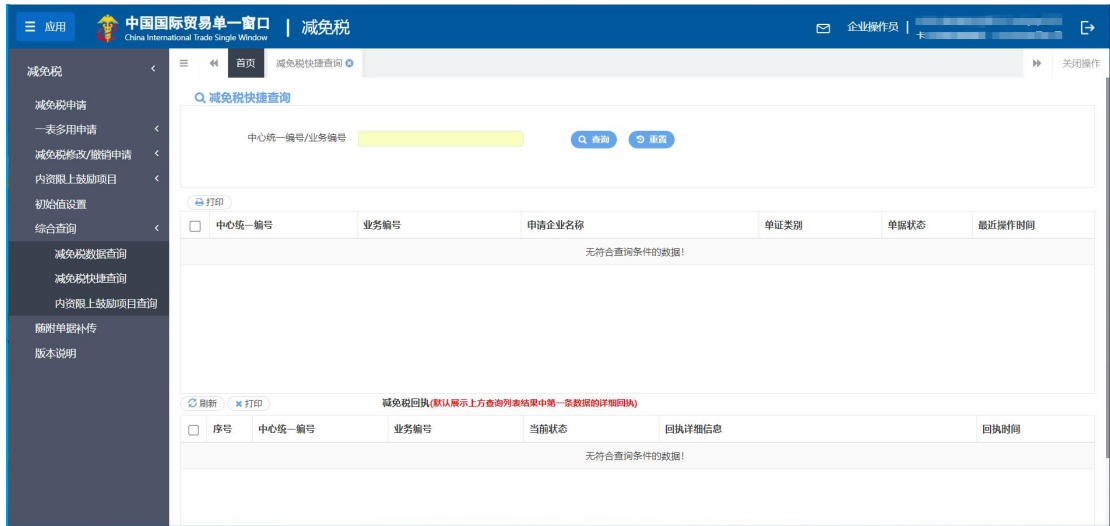 应用 中国国际贸易单一窗口 | 减免税 企业操作员 |
China International Trade Single Window
减免税 首页 减免税快捷查询 关闭操作
减免税申请
一表多用申请
减免税修改/撤销申请
内资限上鼓励项目
初始值设置
综合查询
减免税数据查询
减免税快捷查询
内资限上鼓励项目查询
随附单据补传
版本说明
减免税快捷查询
中心统一编号/业务编号 查询 重置
打印
中心统一编号 业务编号 申请企业名称 单证类别 单据状态 最近操作时间
无符合查询条件的数据!
刷新 打印 减免税回执(默认展示上方查询列表结果中第一条数据的详细回执)
序号 中心统一编号 业务编号 当前状态 回执详细信息 回执时间
无符合查询条件的数据!